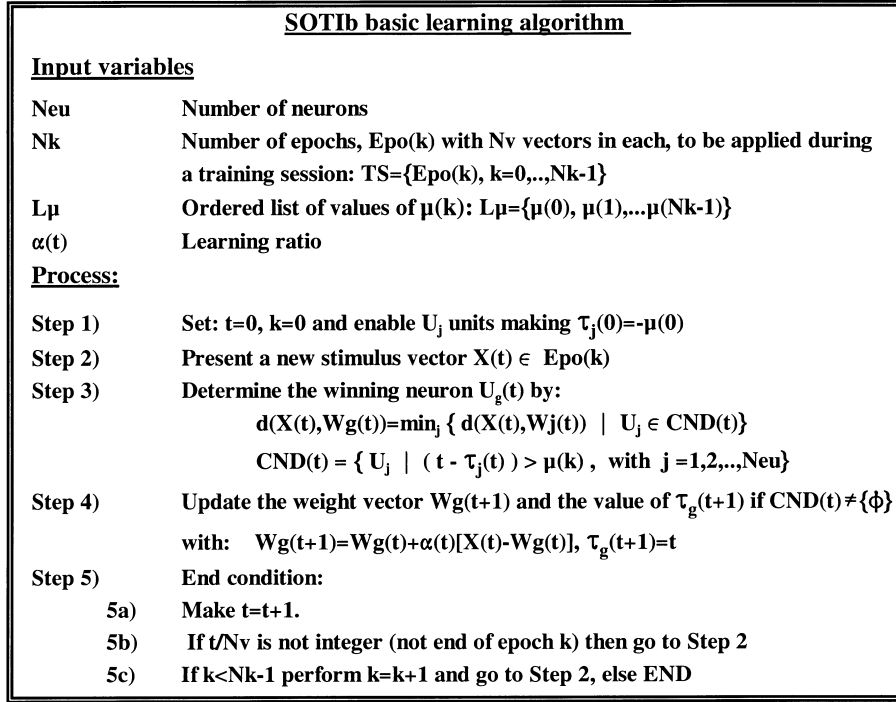 SOTIb basic learning algorithm
Input variables
Neu Number of neurons
Nk Number of epochs, Epo(k) with Nv vectors in each, to be applied during
a training session: TS={Epo(k), k=0,..,Nk-1}
Lμ Ordered list of values of μ(k): Lμ={μ(0), μ(1),...μ(Nk-1)}
α(t) Learning ratio
Process:
Step 1) Set: t=0, k=0 and enable Uj units making τj(0)=-μ(0)
Step 2) Present a new stimulus vector X(t) ∈ Epo(k)
Step 3) Determine the winning neuron Ug(t) by:
d(X(t),Wg(t))=minj { d(X(t),Wj(t)) | Uj ∈ CND(t)}
CND(t) = { Uj | ( t - τj(t) ) > μ(k) , with j =1,2,..,Neu}
Step 4) Update the weight vector Wg(t+1) and the value of τg(t+1) if CND(t)≠{ϕ}
with: Wg(t+1)=Wg(t)+α(t)[X(t)-Wg(t)], τg(t+1)=t
Step 5) End condition:
5a) Make t=t+1.
5b) If t/Nv is not integer (not end of epoch k) then go to Step 2
5c) If k<Nk-1 perform k=k+1 and go to Step 2, else END